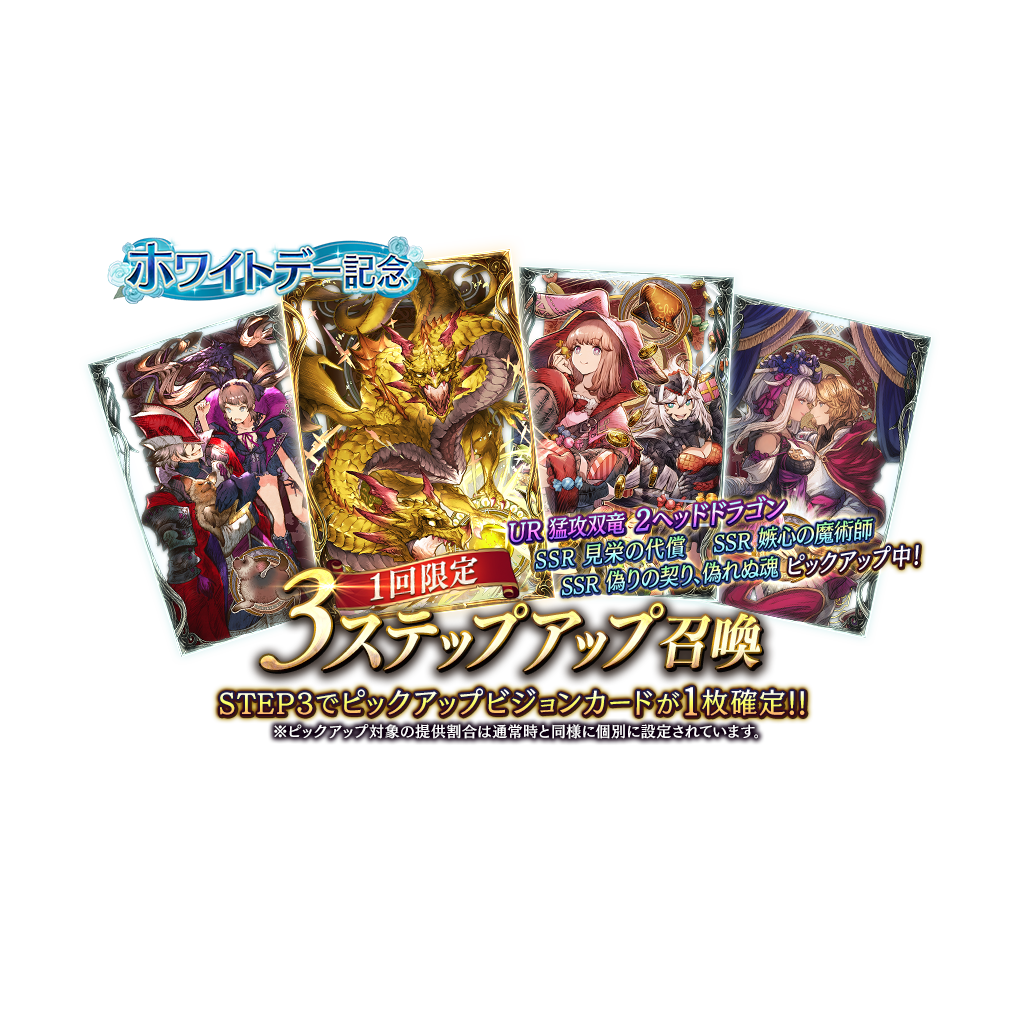 ホワイトデー記念
UR 猛攻双竜 2ヘッドドラゴン
SSR 見栄の代償 SSR 嫉心の魔術師
SSR 偽りの契り、偽れぬ魂 ピックアップ中!
1回限定
3ステップアップ召喚
STEP3でピックアップビジョンカードが1枚確定!!
※ピックアップ対象の提供割合は通常時と同様に個別に設定されています。